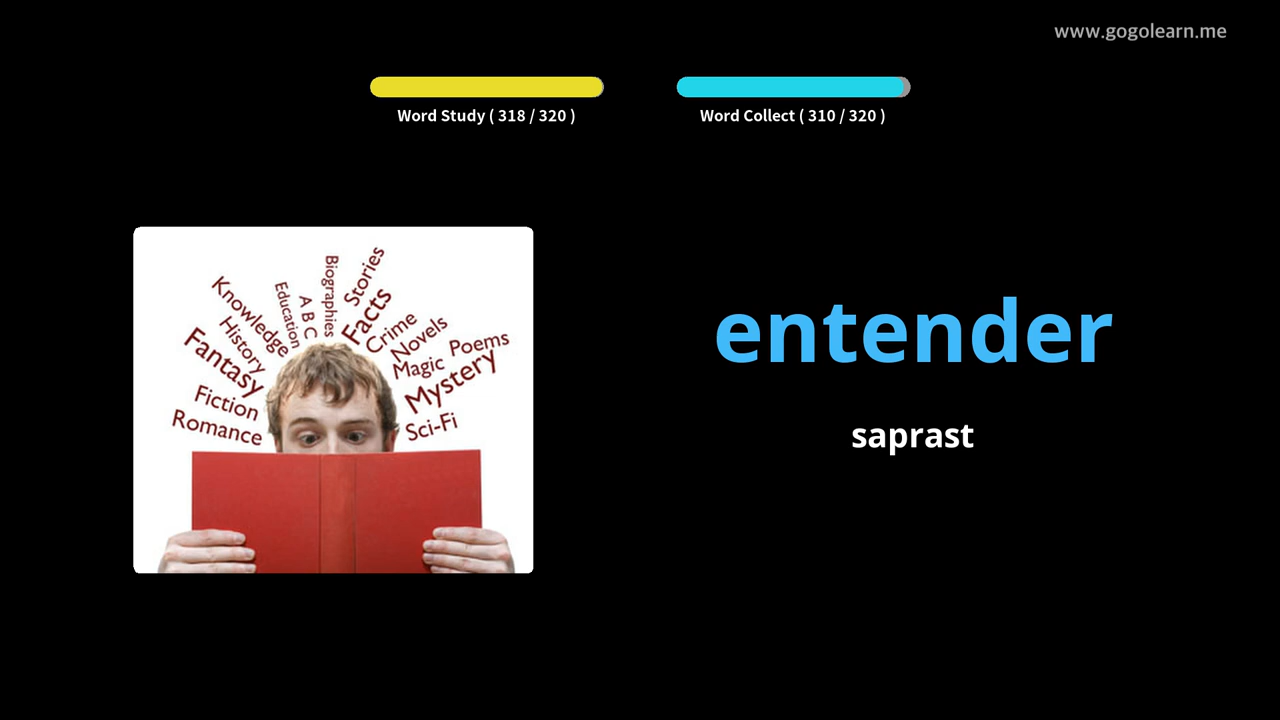 www.gogolearn.me
Word Study ( 318 / 320 )
Word Collect ( 310 / 320 )
Knowledge
Education
A B C
Biographies
Stories
Facts
Crime
Novels
Poems
History
Magic
Fantasy
Mystery
Fiction
Sci-Fi
Romance
entender
saprast